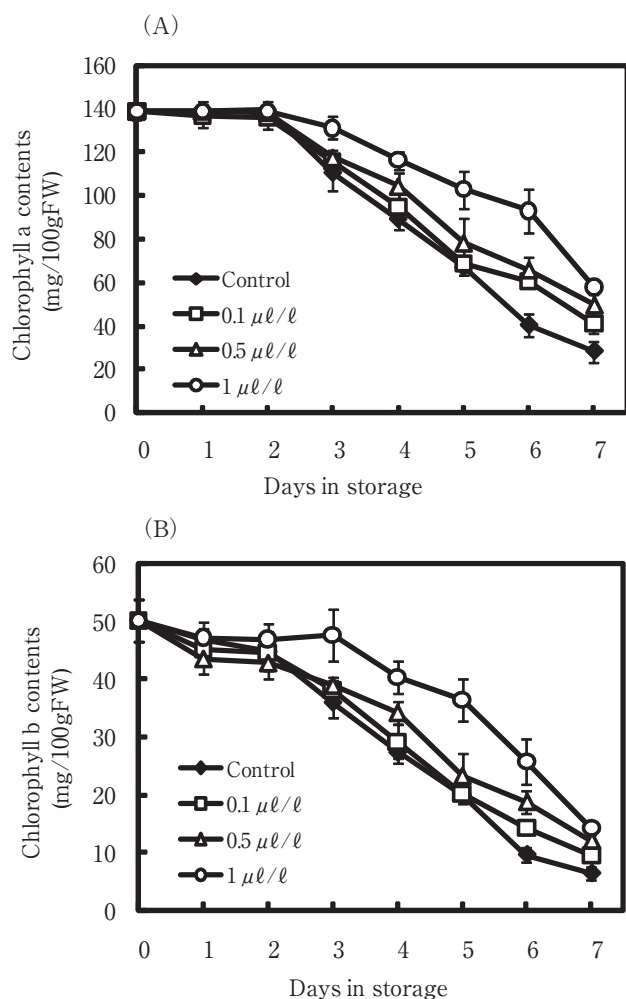 (A)
Chlorophyll a contents
(mg/100gFW)
160
140
120
100
80
60
40
20
0
Control
0.1 μℓ/ℓ
0.5 μℓ/ℓ
1 μℓ/ℓ
0 1 2 3 4 5 6 7
Days in storage
(B)
Chlorophyll b contents
(mg/100gFW)
60
50
40
30
20
10
0
Control
0.1 μℓ/ℓ
0.5 μℓ/ℓ
1 μℓ/ℓ
0 1 2 3 4 5 6 7
Days in storage